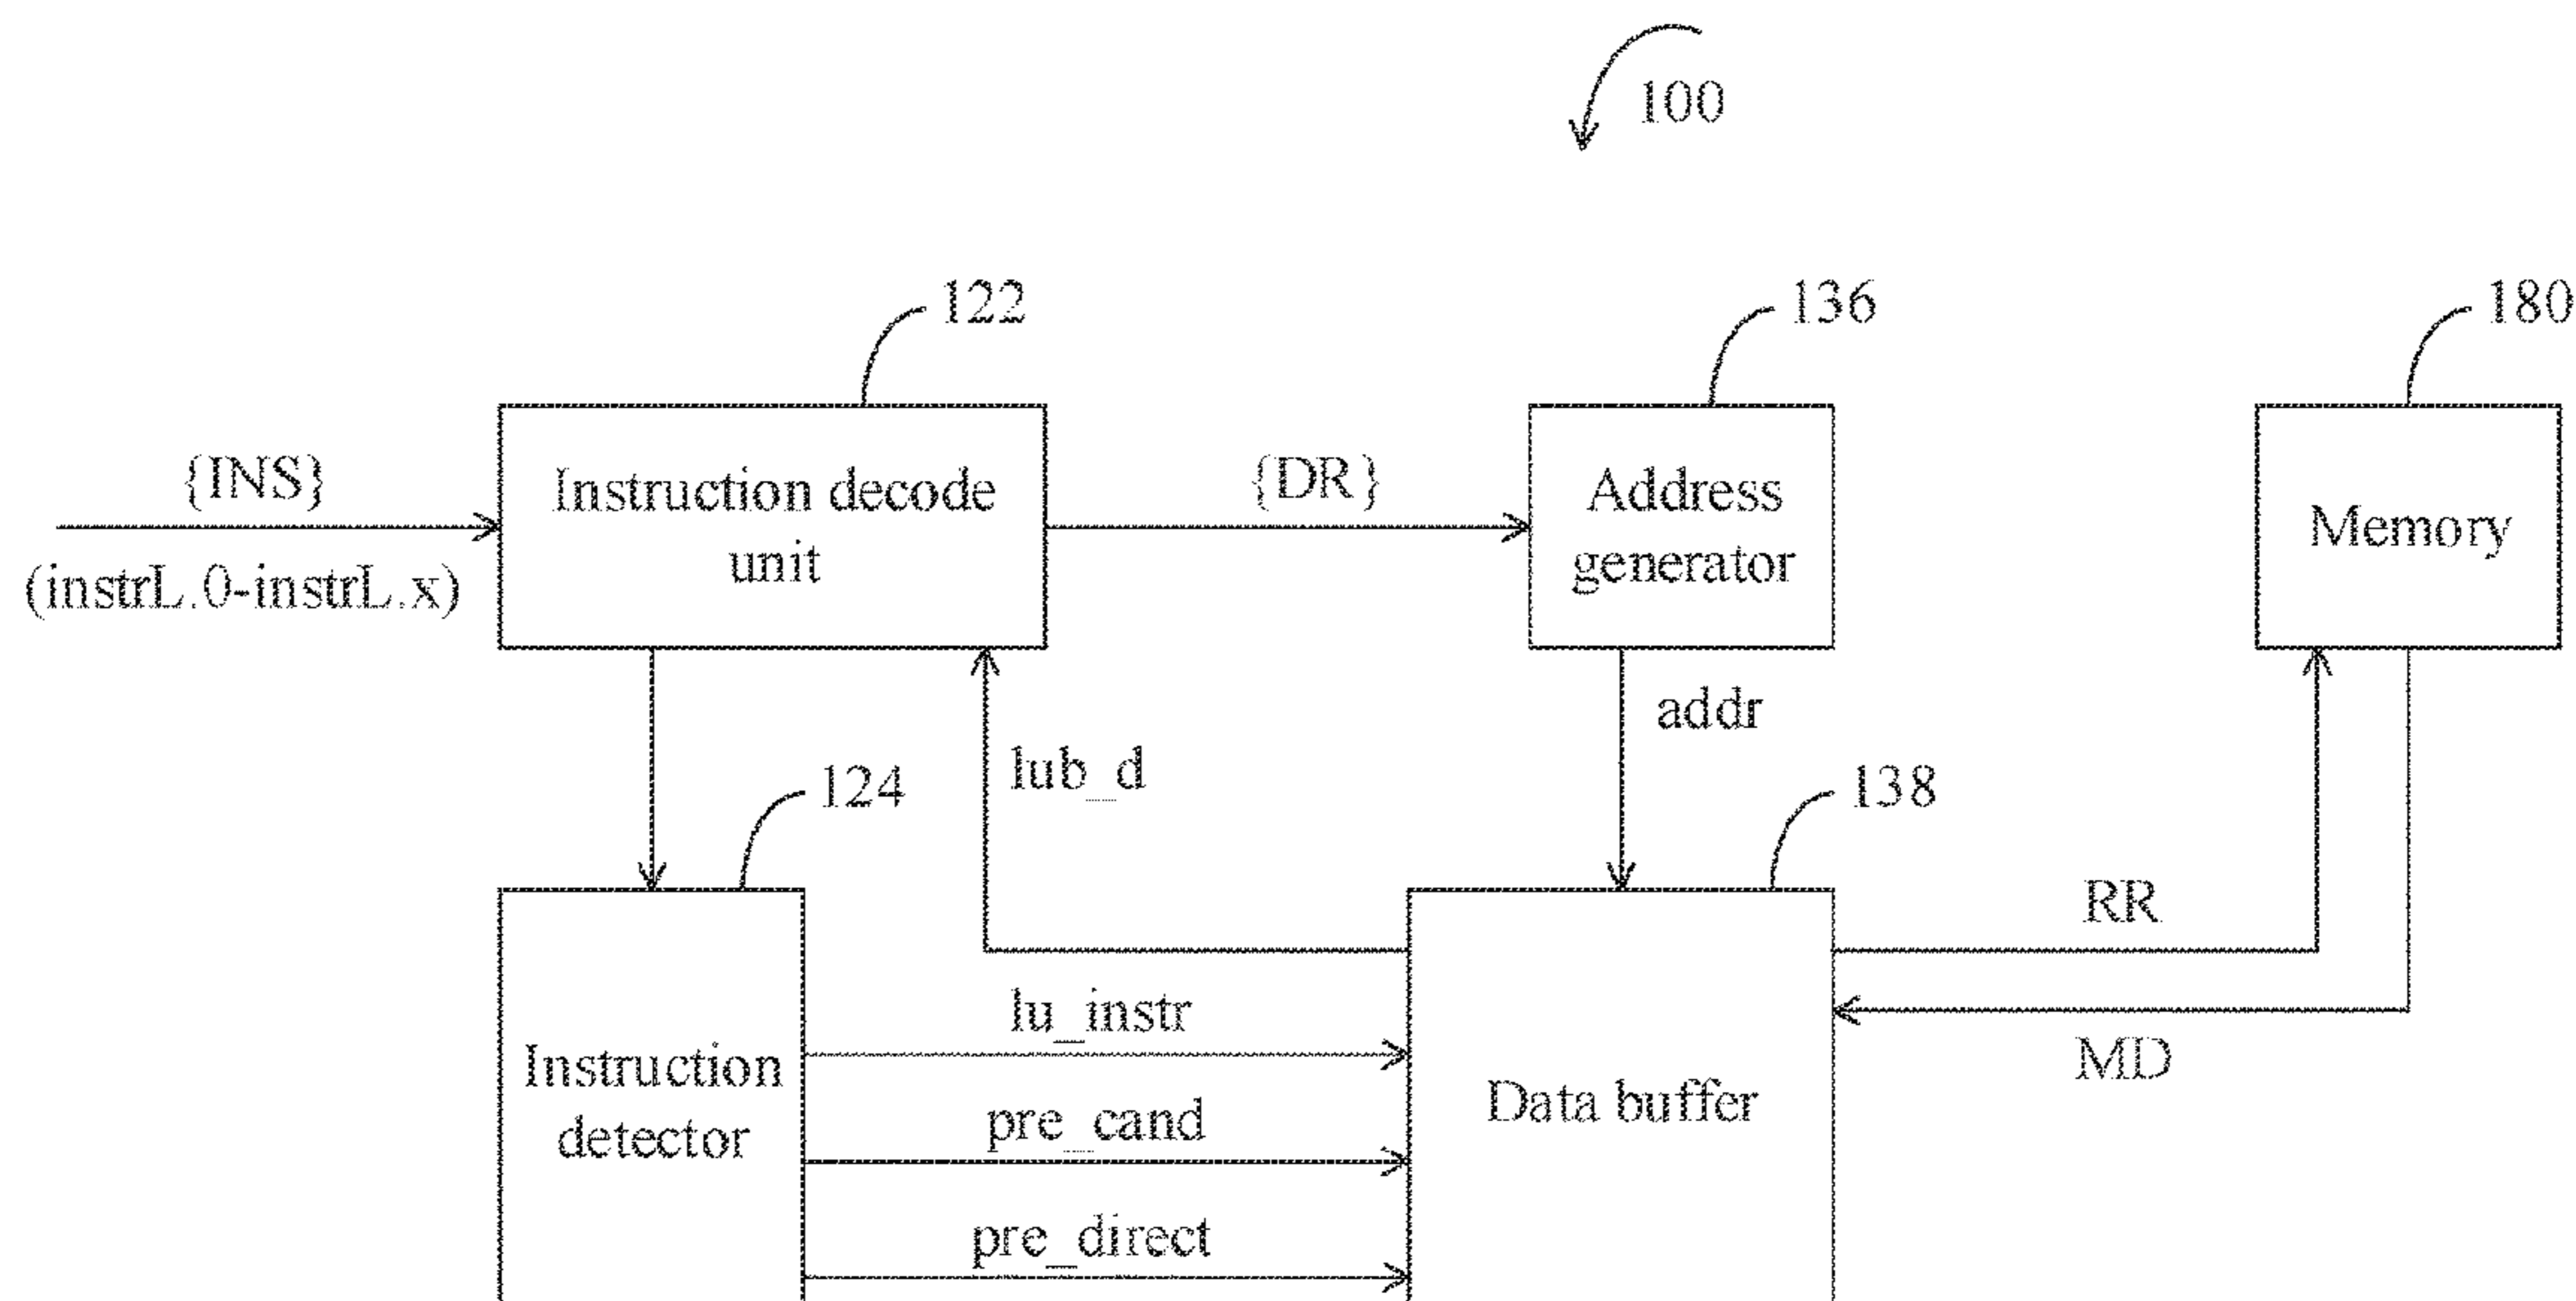 100
122
136
180
{INS}
(instrL.0-instrL.x)
Instruction decode
unit
{DR}
Address
generator
Memory
addr
lub_d
124
138
RR
MD
lu_instr
pre_cand
pre_direct
Instruction
detector
Data buffer